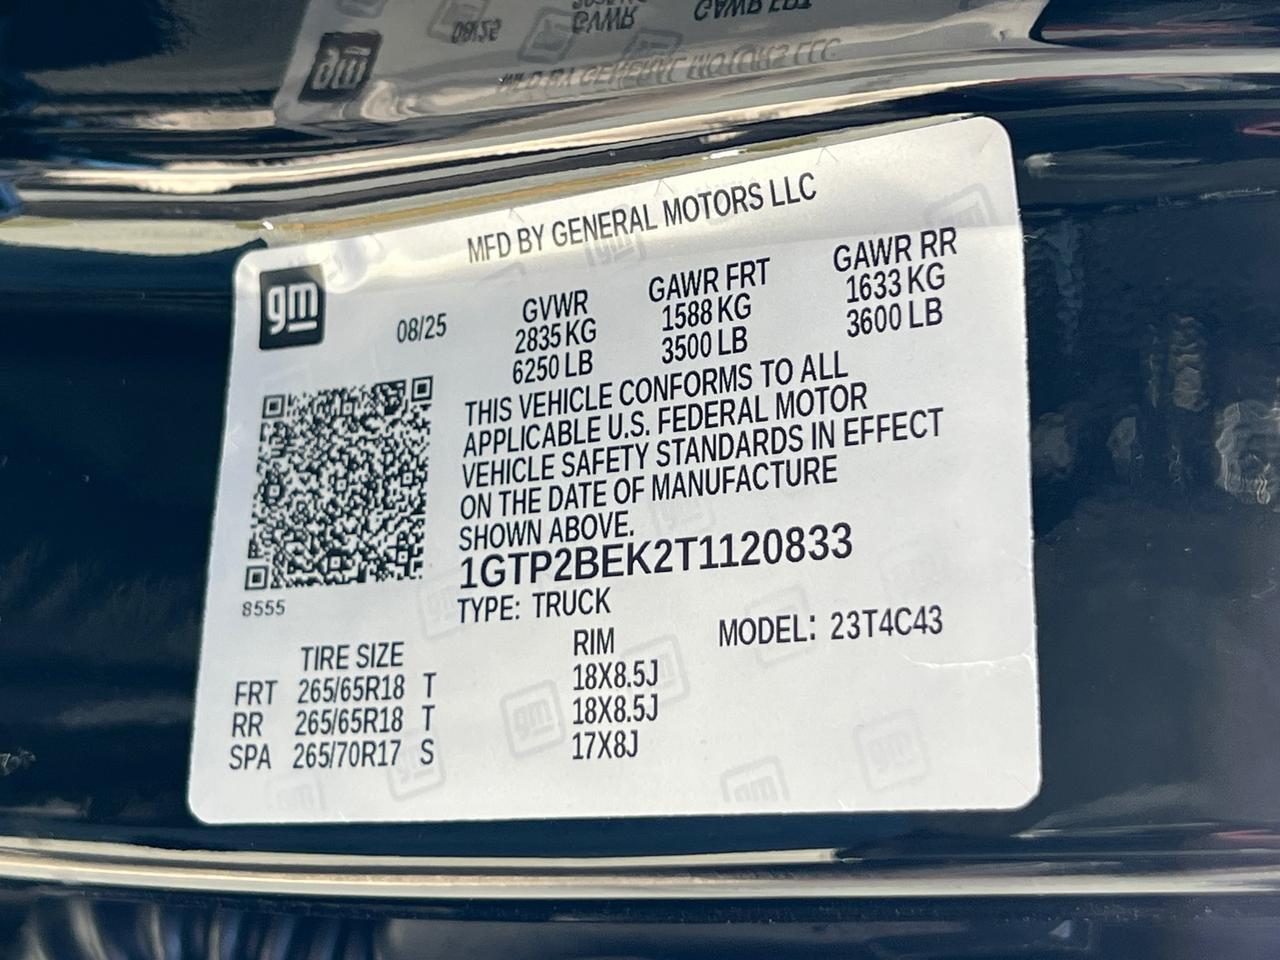 MFD BY GENERAL MOTORS LLC
gm
08/25
GVWR GAWR FRT GAWR RR
2835 KG 1588 KG 1633 KG
6250 LB 3500 LB 3600 LB
THIS VEHICLE CONFORMS TO ALL
APPLICABLE U.S. FEDERAL MOTOR
VEHICLE SAFETY STANDARDS IN EFFECT
ON THE DATE OF MANUFACTURE
SHOWN ABOVE.
1GTP2BEK2T1120833
8555
TYPE: TRUCK MODEL: 23T4C43
TIRE SIZE RIM
FRT 265/65R18 T 18X8.5J
RR 265/65R18 T 18X8.5J
SPA 265/70R17 S 17X8J